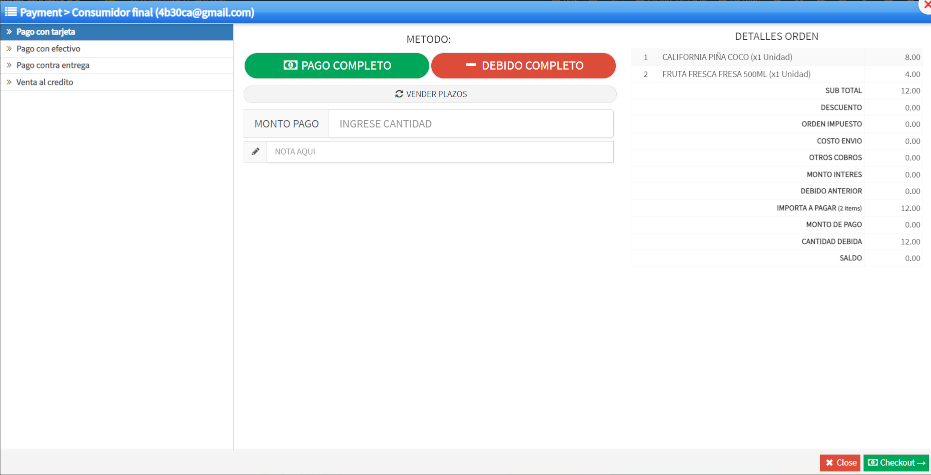 Payment > Consumidor final (4b30ca@gmail.com)
» Pago con tarjeta
» Pago con efectivo
» Pago contra entrega
» Venta al credito
METODO:
PAGO COMPLETO
DEBIDO COMPLETO
VENDER PLAZOS
MONTO PAGO INGRESE CANTIDAD
NOTA AQUI
DETALLES ORDEN
1 CALIFORNIA PIÑA COCO (x1 Unidad) 8.00
2 FRUTA FRESCA FRESA 500ML (x1 Unidad) 4.00
SUB TOTAL 12.00
DESCUENTO 0.00
ORDEN IMPUESTO 0.00
COSTO ENVIO 0.00
OTROS COBROS 0.00
MONTO INTERES 0.00
DEBIDO ANTERIOR 0.00
IMPORTA A PAGAR (2 items) 12.00
MONTO DE PAGO 0.00
CANTIDAD DEBIDA 12.00
SALDO 0.00
Close
Checkout →